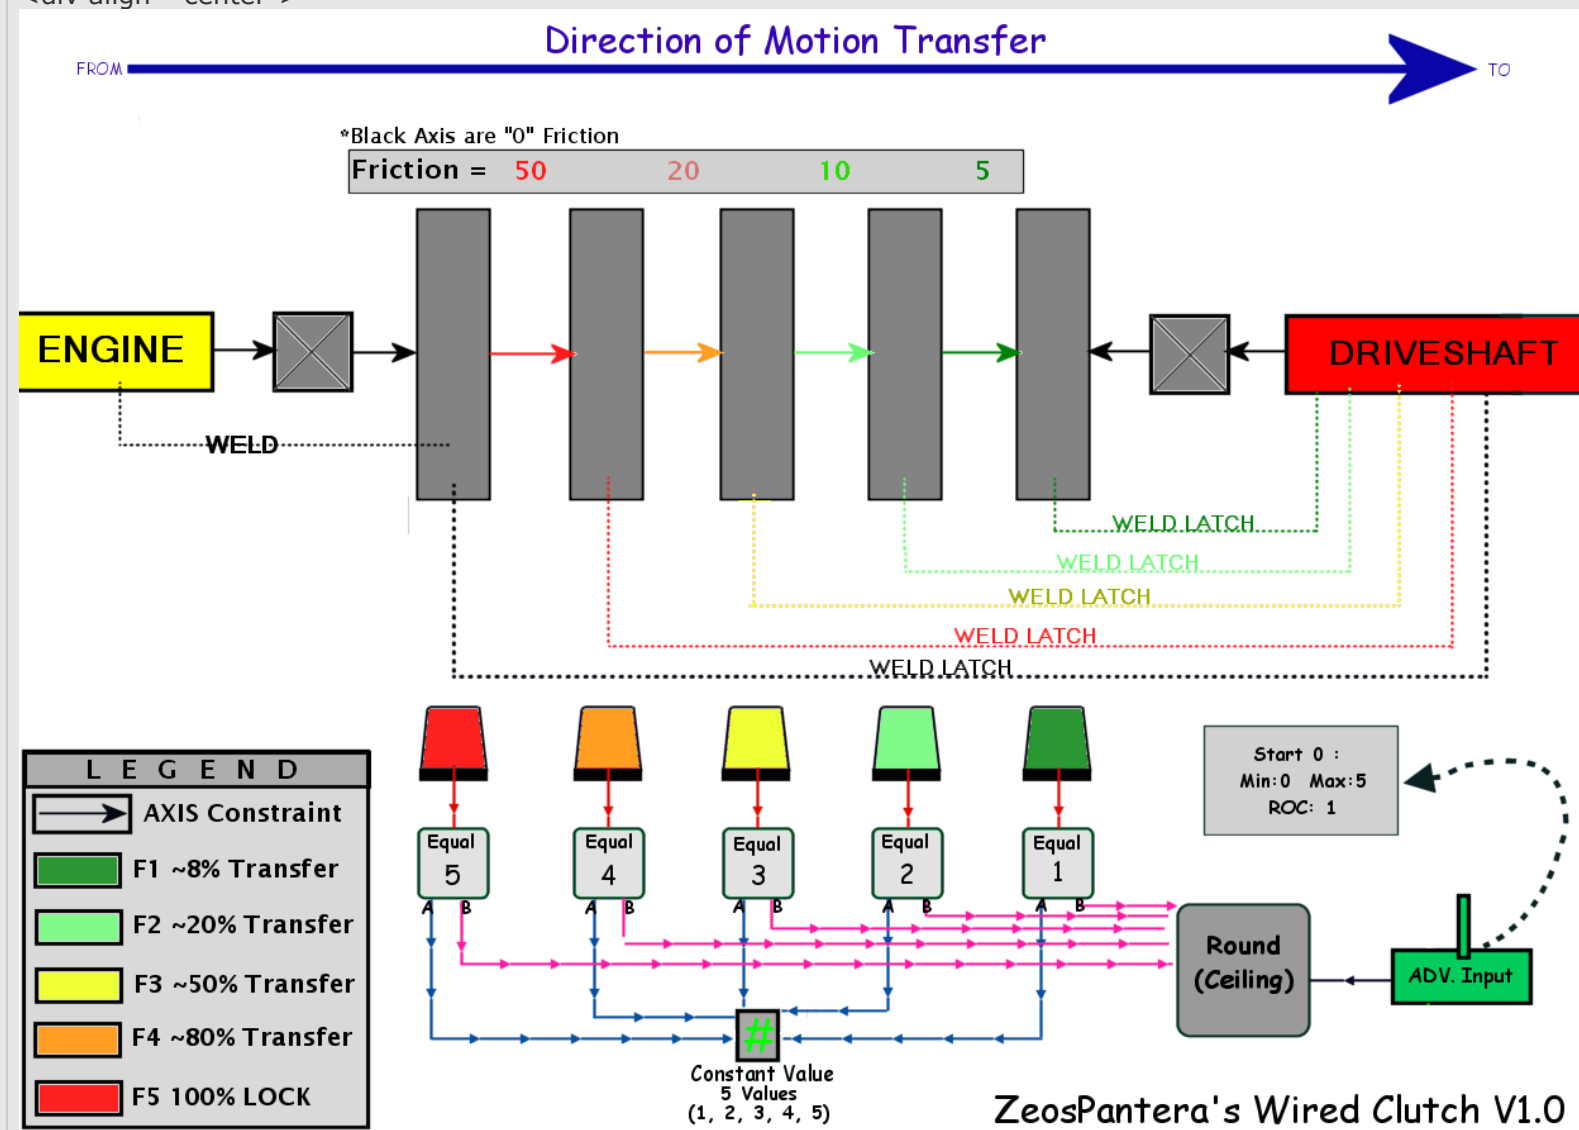 Direction of Motion Transfer
FROM
TO
*Black Axis are "0" Friction
Friction = 50 20 10 5
ENGINE
DRIVESHAFT
WELD
WELD LATCH
WELD LATCH
WELD LATCH
WELD LATCH
WELD LATCH
L E G E N D
AXIS Constraint
F1 ~8% Transfer
F2 ~20% Transfer
F3 ~50% Transfer
F4 ~80% Transfer
F5 100% LOCK
Equal
5
A B
Equal
4
A B
Equal
3
A B
Equal
2
A B
Equal
1
A B
Start 0 :
Min:0 Max:5
ROC: 1
Round
(Ceiling)
ADV. Input
#
Constant Value
5 Values
(1, 2, 3, 4, 5)
ZeosPantera's Wired Clutch V1.0